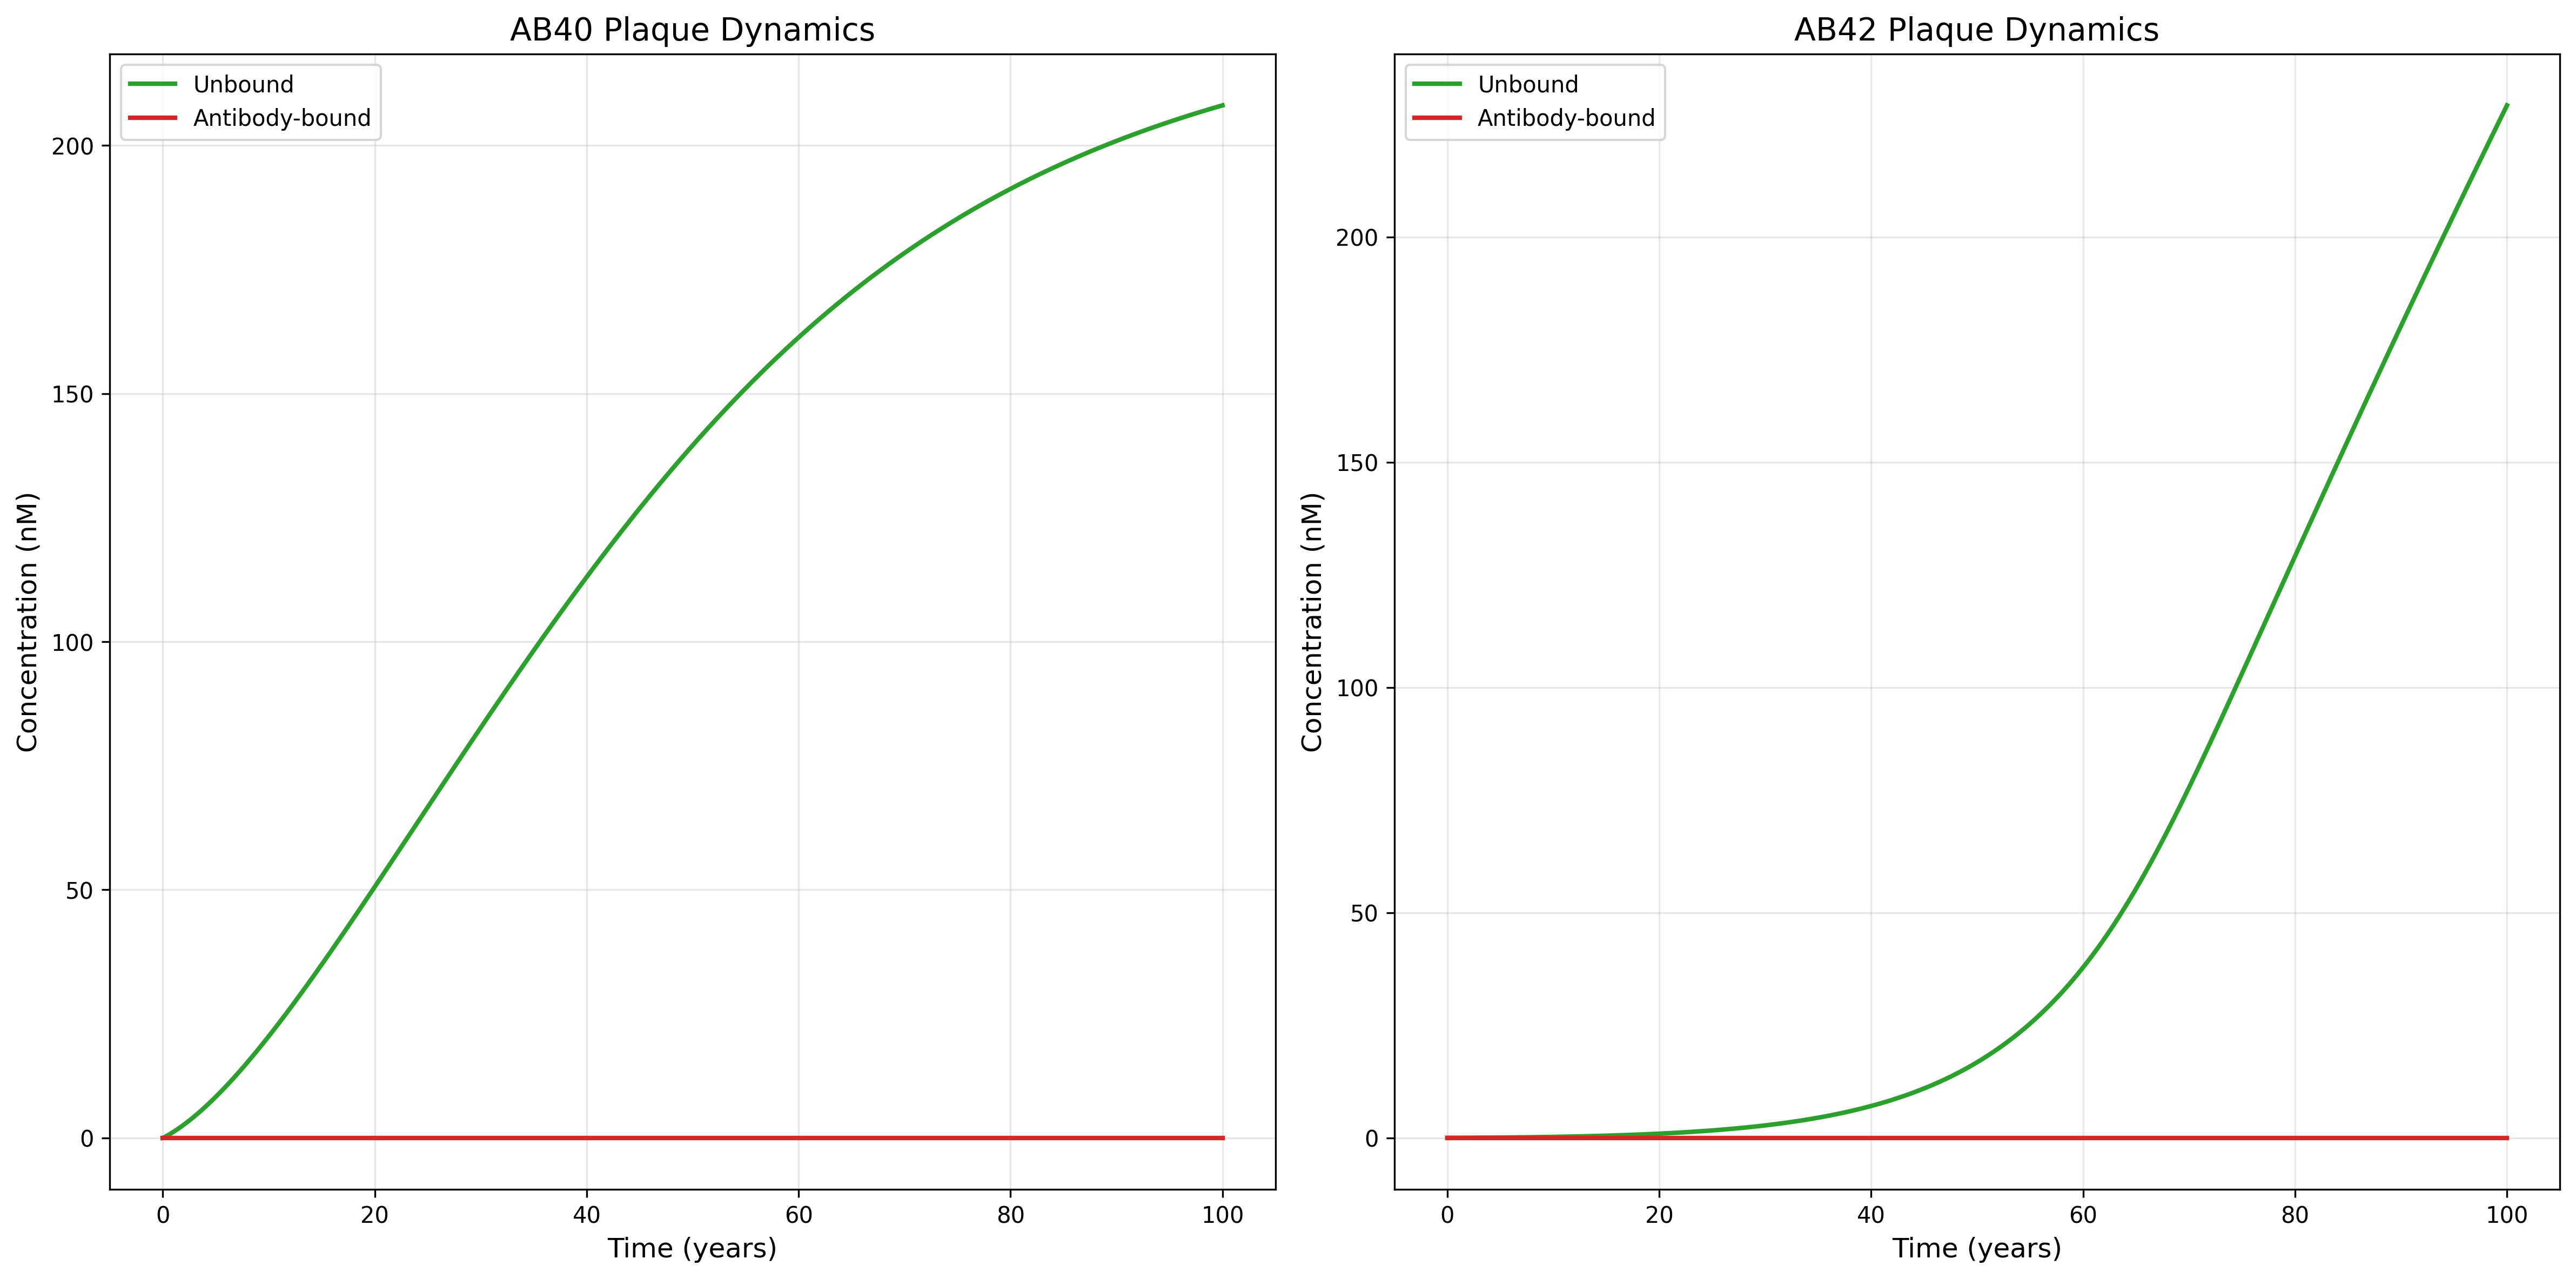 AB40 Plaque Dynamics
Unbound
Antibody-bound
Concentration (nM)
200
150
100
50
0
0 20 40 60 80 100
Time (years)
AB42 Plaque Dynamics
Unbound
Antibody-bound
Concentration (nM)
200
150
100
50
0
0 20 40 60 80 100
Time (years)